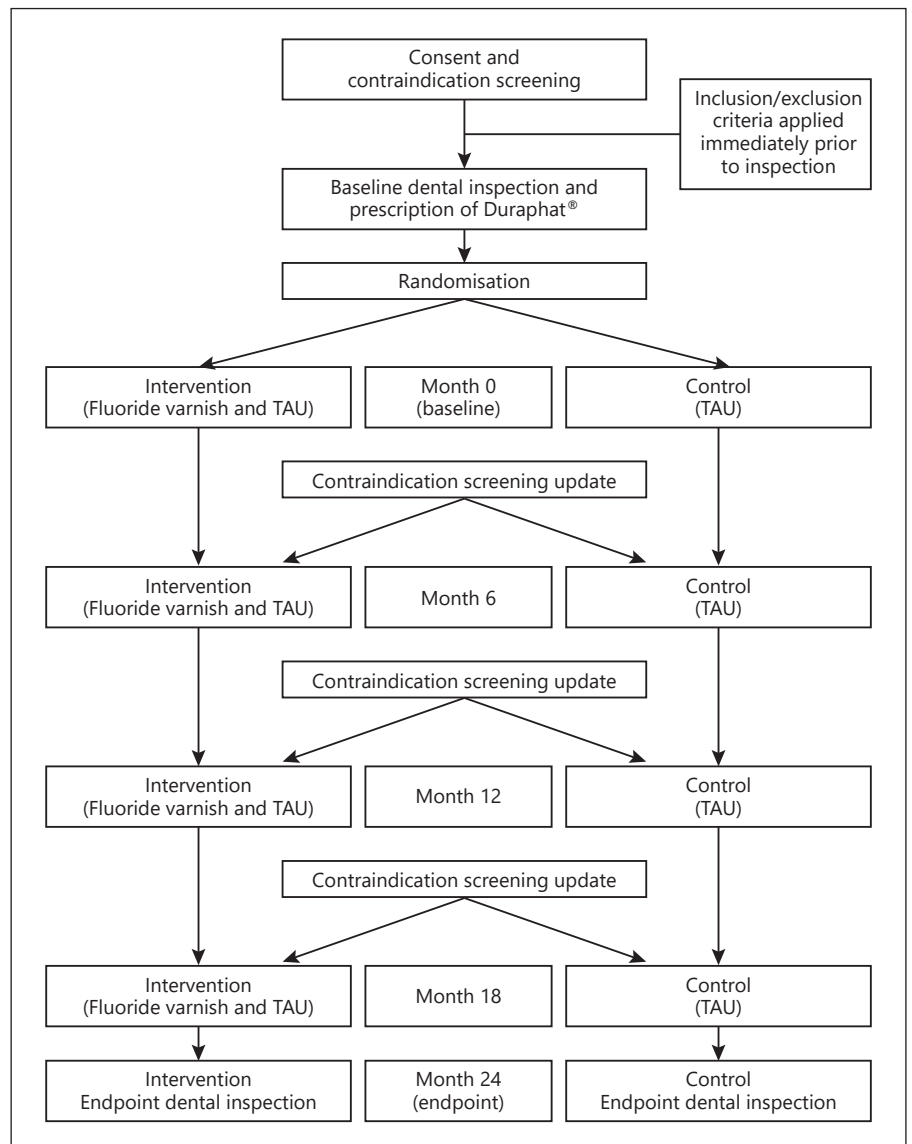 Consent and
contraindication screening
Inclusion/exclusion
criteria applied
immediately prior
to inspection
Baseline dental inspection and
prescription of Duraphat®
Randomisation
Intervention
(Fluoride varnish and TAU)
Month 0
(baseline)
Control
(TAU)
Contraindication screening update
Intervention
(Fluoride varnish and TAU)
Month 6
Control
(TAU)
Contraindication screening update
Intervention
(Fluoride varnish and TAU)
Month 12
Control
(TAU)
Contraindication screening update
Intervention
(Fluoride varnish and TAU)
Month 18
Control
(TAU)
Intervention
Endpoint dental inspection
Month 24
(endpoint)
Control
Endpoint dental inspection